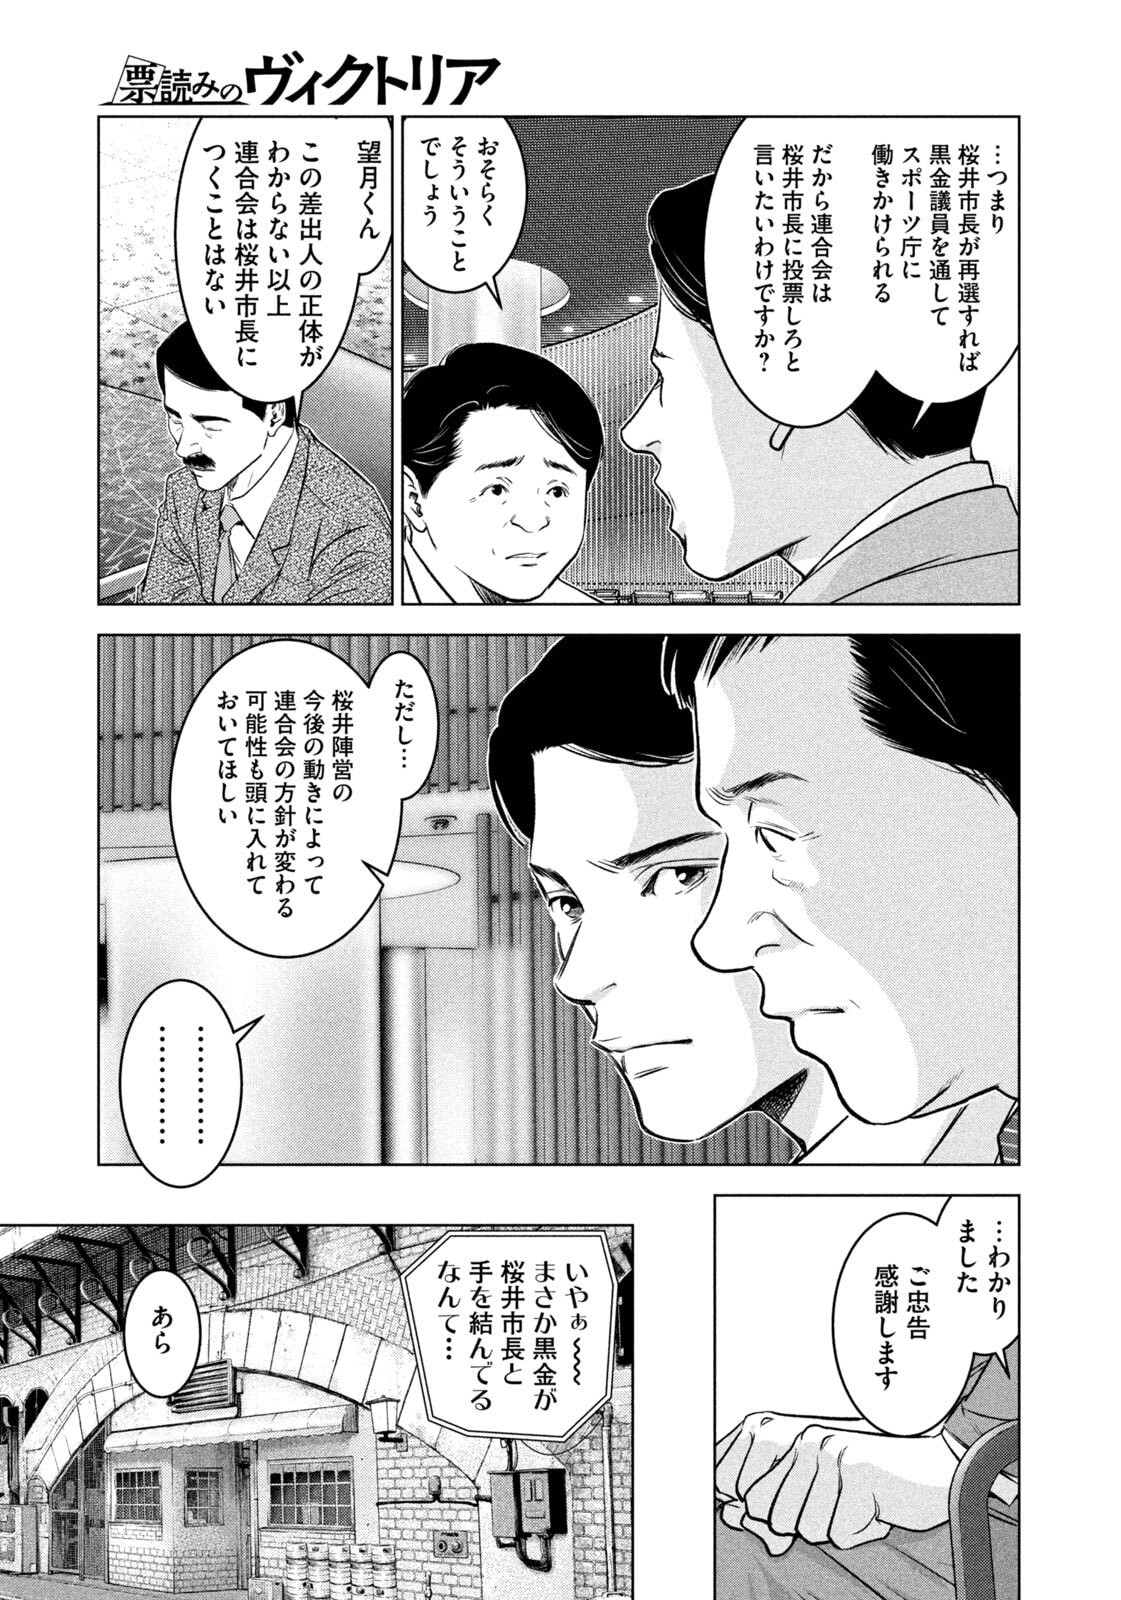 票読みのヴィクトリア
…つまり
桜井市長が再選すれば
黒金議員を通して
スポーツ庁に
働きかけられる
だから連合会は
桜井市長に投票しろと
言いたいわけですか？
おそらく
そういうこと
でしょう
望月くん
この差出人の正体が
わからない以上
連合会は桜井市長に
つくことはない
ただし…
桜井陣営の
今後の動きによって
連合会の方針が変わる
可能性も頭に入れて
おいてほしい
…………
…………
…わかり
ました
ご忠告
感謝します
いやぁ〜〜
まさか黒金が
桜井市長と
手を結んでる
なんて…
あら